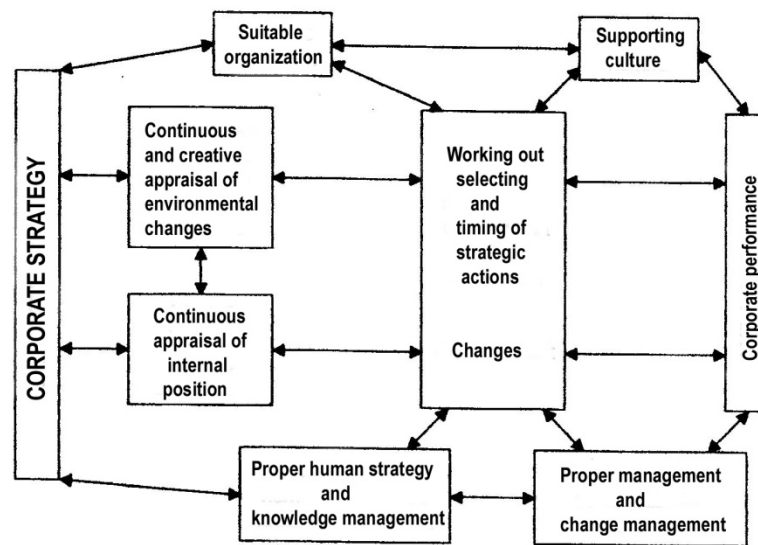 Suitable
organization
Supporting
culture
CORPORATE STRATEGY
Continuous
and creative
appraisal of
environmental
changes
Working out
selecting
and
timing of
strategic
actions
Changes
Corporate performance
Continuous
appraisal of
internal
position
Proper human strategy
and
knowledge management
Proper management
and
change management